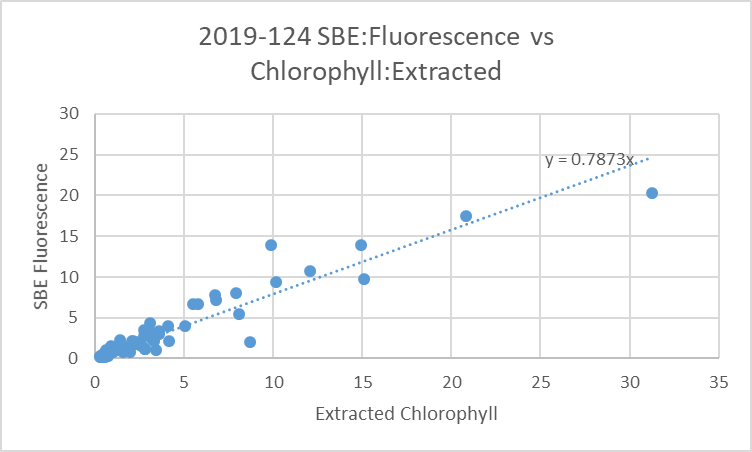 2019-124 SBE:Fluorescence vs
Chlorophyll:Extracted
30
25
20
15
10
5
0
SBE Fluorescence
y = 0.7873x
0 5 10 15 20 25 30 35
Extracted Chlorophyll